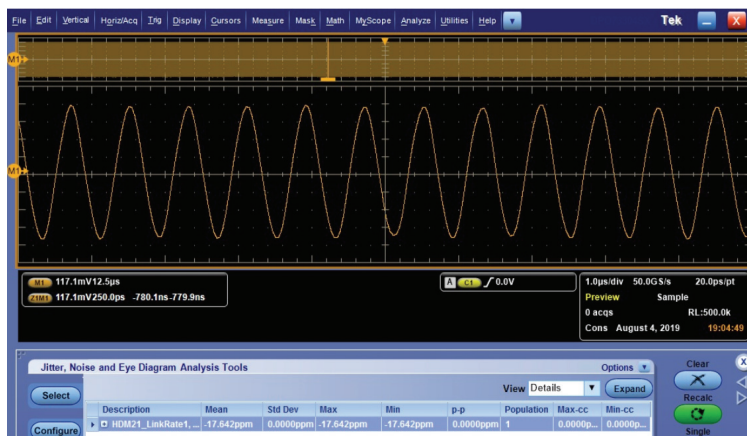 File Edit Vertical Horiz/Acq Trig Display Cursors Measure Mask Math MyScope Analyze Utilities Help Tek X
M1
M1
M1 117.1mV 12.5µs
Z1M1 117.1mV 250.0ps -780.1ns -779.9ns
A C1 0.0V
1.0µs/div 50.0GS/s 20.0ps/pt
Preview Sample
0 acqs RL:500.0k
Cons August 4, 2019 19:04:49
Jitter, Noise and Eye Diagram Analysis Tools
Options
Clear
X
Select
View Details
Expand
Recalc
Description Mean Std Dev Max Min p-p Population Max-cc Min-cc
HDM21_LinkRate1, ... -17.642ppm 0.0000ppm -17.642ppm -17.642ppm 0.0000ppm 1 0.0000p... 0.0000p...
Configure
Single